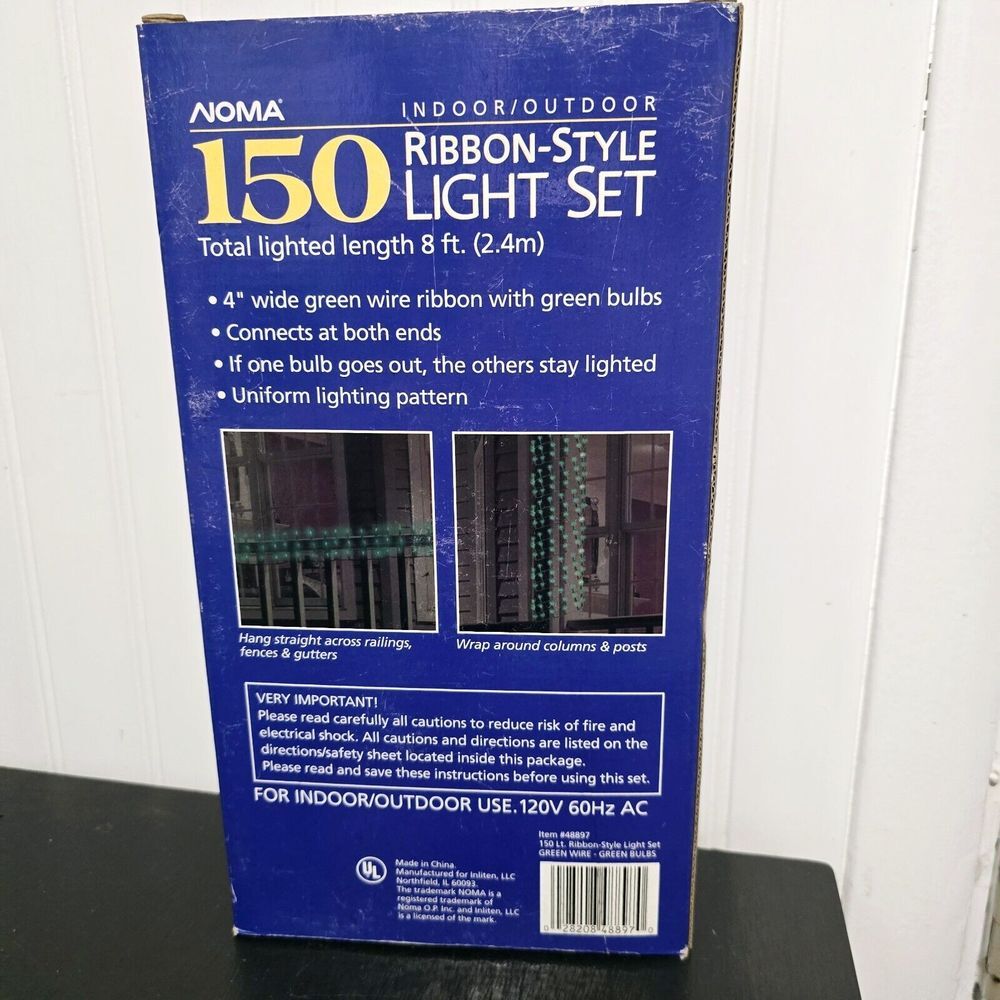 NOMA®
INDOOR/OUTDOOR
150
RIBBON-STYLE
LIGHT SET
Total lighted length 8 ft. (2.4m)
• 4" wide green wire ribbon with green bulbs
• Connects at both ends
• If one bulb goes out, the others stay lighted
• Uniform lighting pattern
Hang straight across railings,
fences & gutters
Wrap around columns & posts
VERY IMPORTANT!
Please read carefully all cautions to reduce risk of fire and
electrical shock. All cautions and directions are listed on the
directions/safety sheet located inside this package.
Please read and save these instructions before using this set.
FOR INDOOR/OUTDOOR USE.120V 60Hz AC
Item #48897
150 Lt. Ribbon-Style Light Set
GREEN WIRE - GREEN BULBS
UL
Made in China.
Manufactured for Inliten, LLC
Northfield, IL 60093.
The trademark NOMA is a
registered trademark of
Noma O.P. Inc. and Inliten, LLC
is a licensed of the mark.
0 28208 48897 0